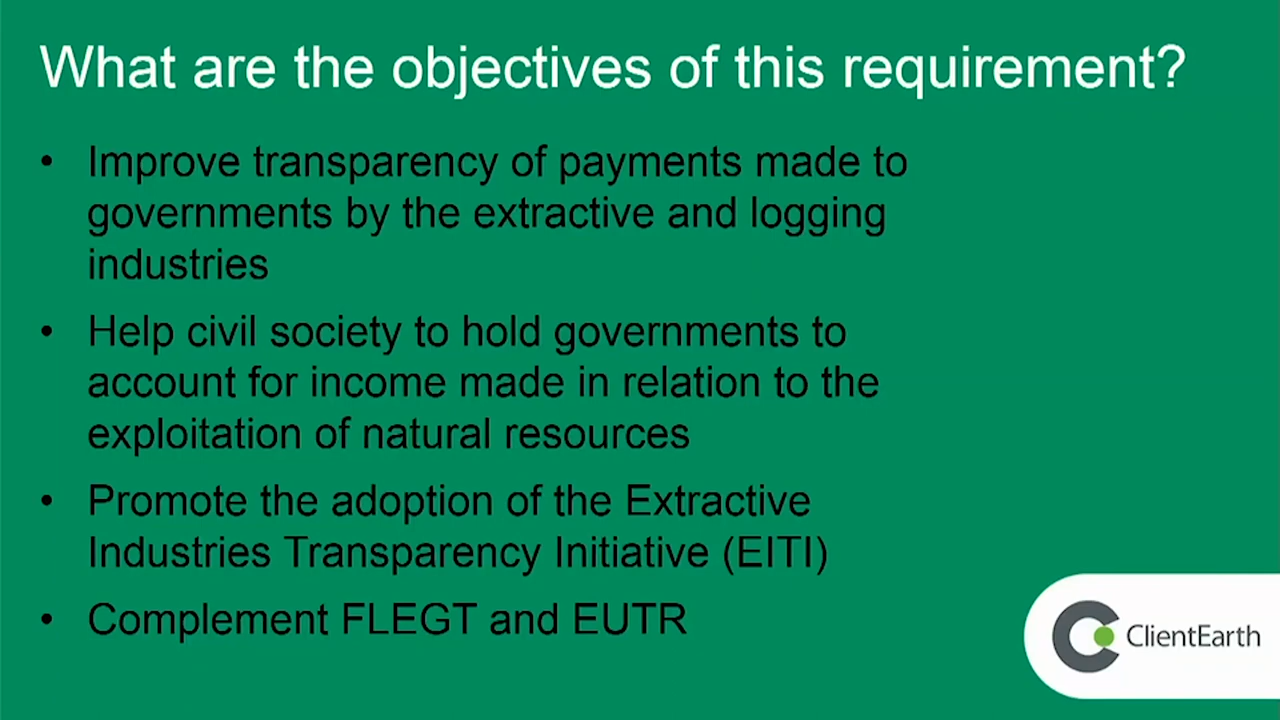 What are the objectives of this requirement?
• Improve transparency of payments made to
governments by the extractive and logging
industries
• Help civil society to hold governments to
account for income made in relation to the
exploitation of natural resources
• Promote the adoption of the Extractive
Industries Transparency Initiative (EITI)
• Complement FLEGT and EUTR
ClientEarth